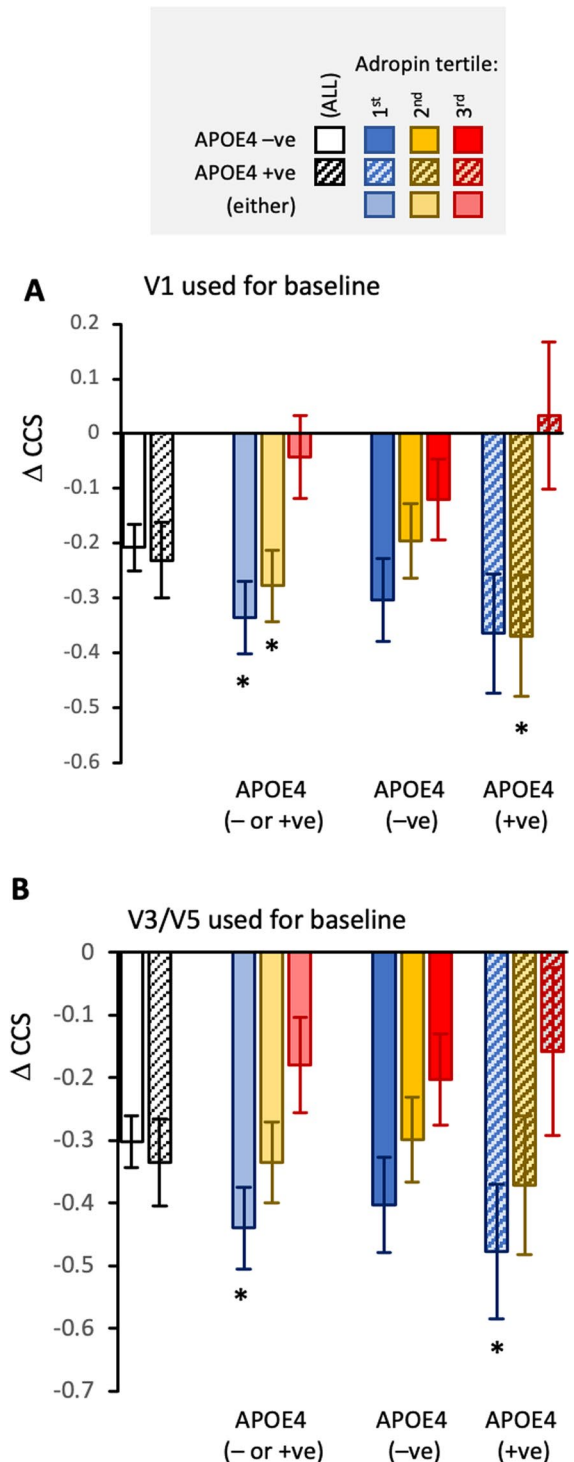 Adropin tertile:
(ALL)
1st
2nd
3rd
APOE4 –ve
APOE4 +ve
(either)
A
V1 used for baseline
Δ CCS
0.2
0.1
0
-0.1
-0.2
-0.3
-0.4
-0.5
-0.6
*
*
*
APOE4
(– or +ve)
APOE4
(–ve)
APOE4
(+ve)
B
V3/V5 used for baseline
Δ CCS
0
-0.1
-0.2
-0.3
-0.4
-0.5
-0.6
-0.7
*
*
APOE4
(– or +ve)
APOE4
(–ve)
APOE4
(+ve)